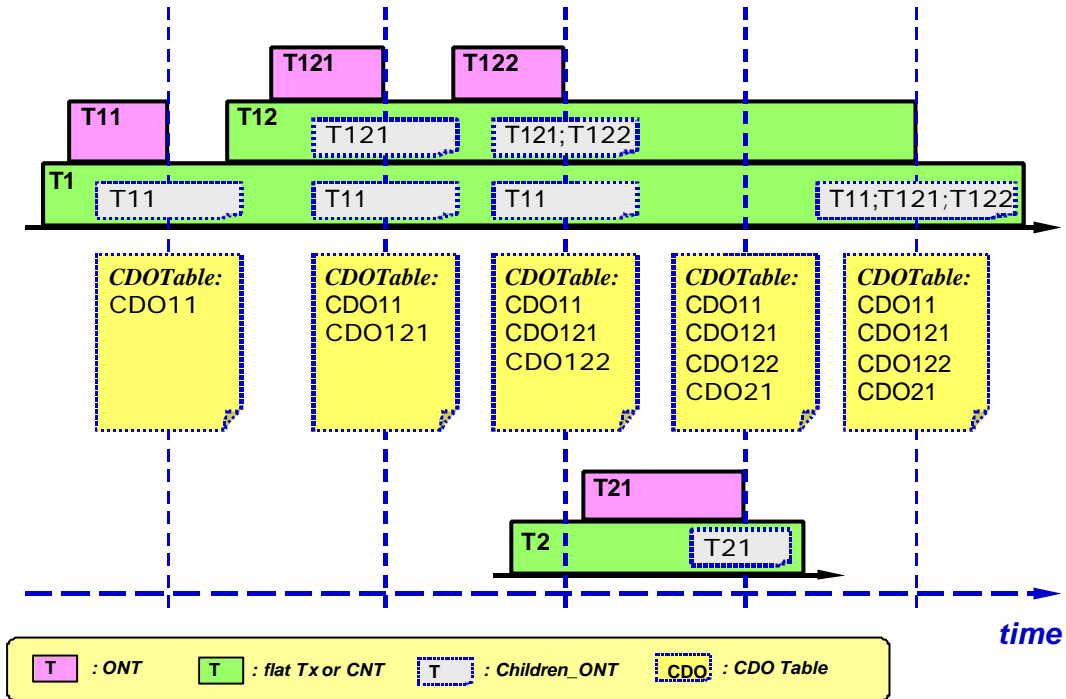 T121
T122
T11
T12
T121
T121;T122
T1
T11
T11
T11
T11;T121;T122
CDOTable:
CDO11
CDOTable:
CDO11
CDO121
CDOTable:
CDO11
CDO121
CDO122
CDOTable:
CDO11
CDO121
CDO122
CDO21
CDOTable:
CDO11
CDO121
CDO122
CDO21
T21
T2
T21
time
T : ONT
T : flat Tx or CNT
T : Children_ONT
CDO : CDO Table